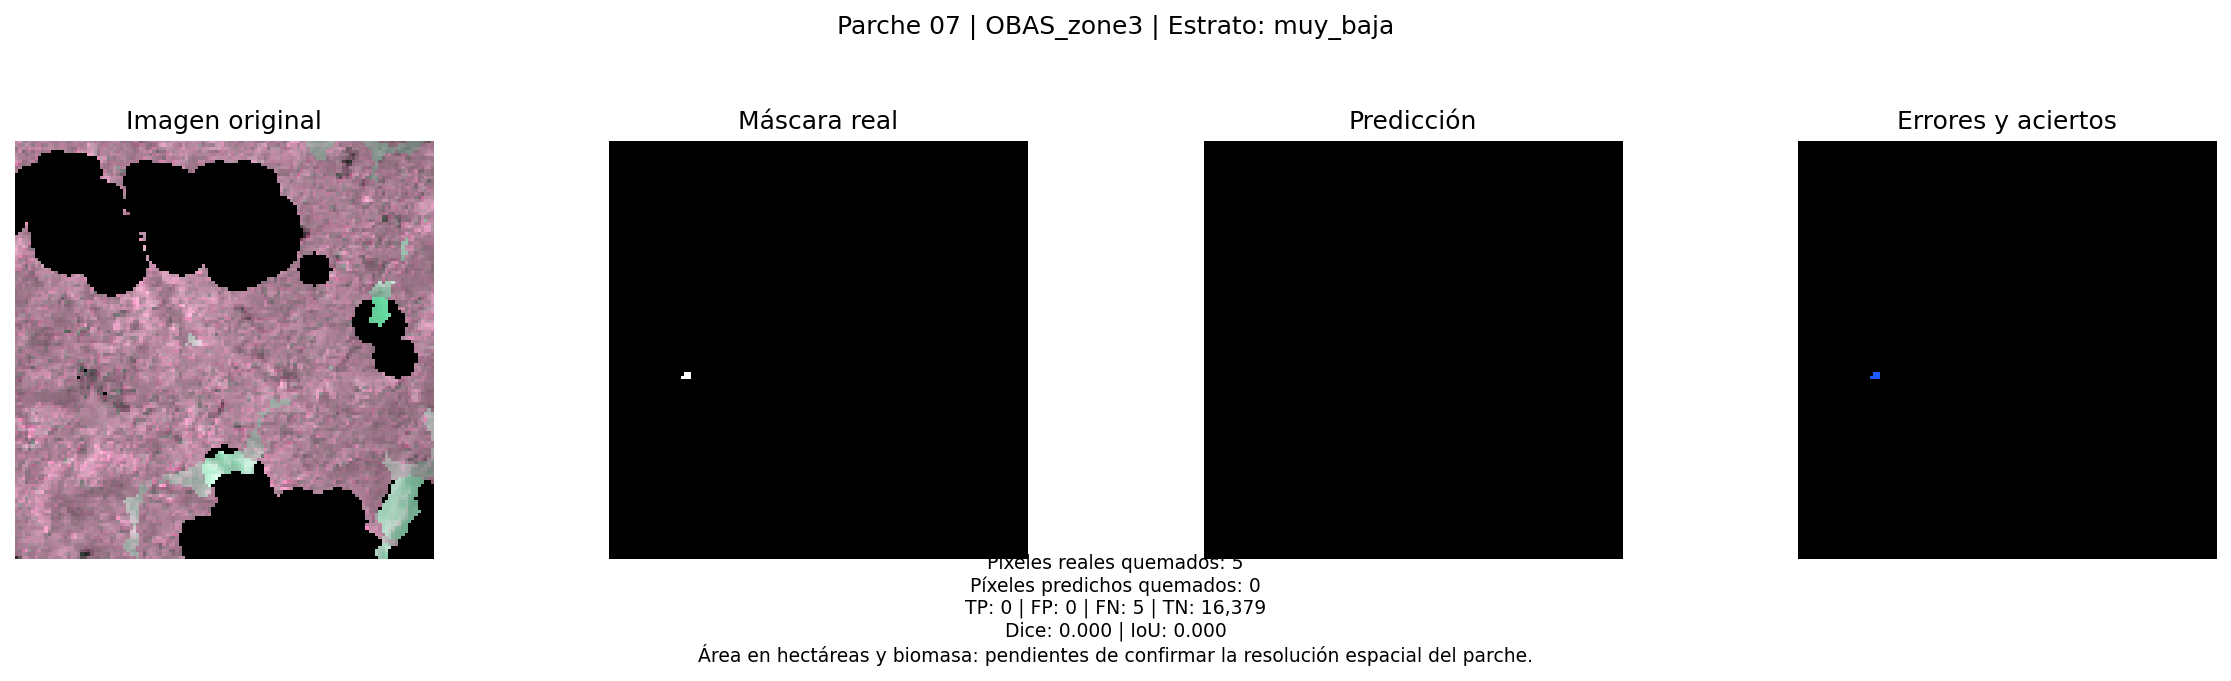 Parche 07 | OBAS_zone3 | Estrato: muy_baja
Imagen original
Máscara real
Predicción
Errores y aciertos
Píxeles reales quemados: 5
Píxeles predichos quemados: 0
TP: 0 | FP: 0 | FN: 5 | TN: 16,379
Dice: 0.000 | IoU: 0.000
Área en hectáreas y biomasa: pendientes de confirmar la resolución espacial del parche.